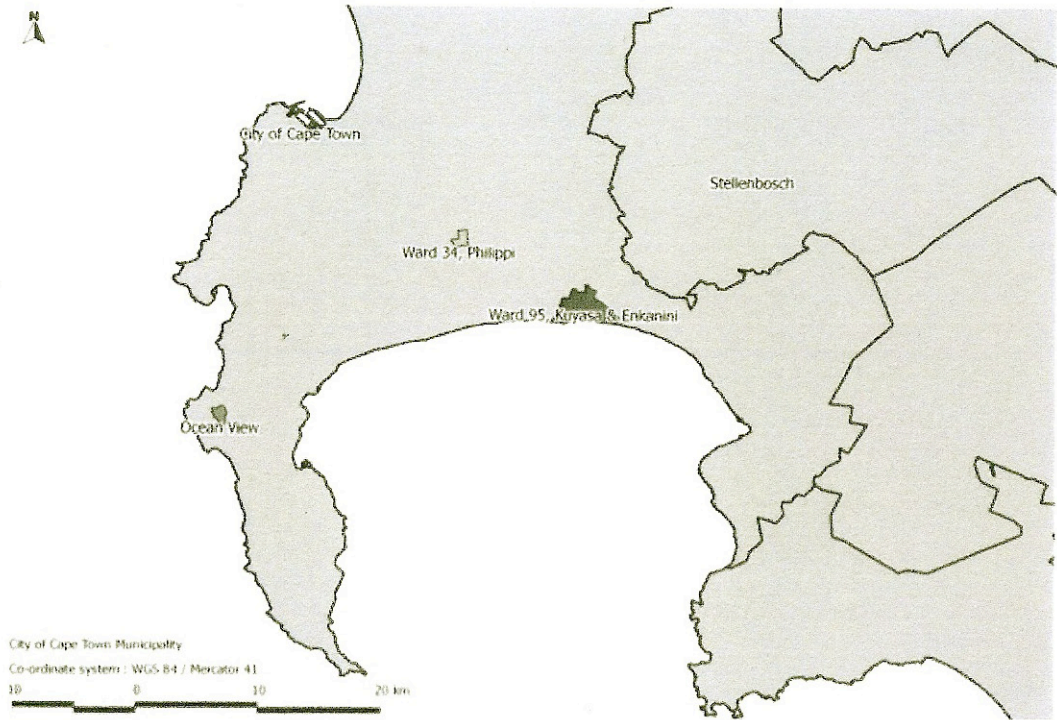 N
City of Cape Town
Stellenbosch
Ward 34, Philippi
Ward 95, Kuyasa & Enkanini
Ocean View
City of Cape Town Municipality
Co-ordinate system : WGS 84 / Mercator 41
10 0 10 20 km